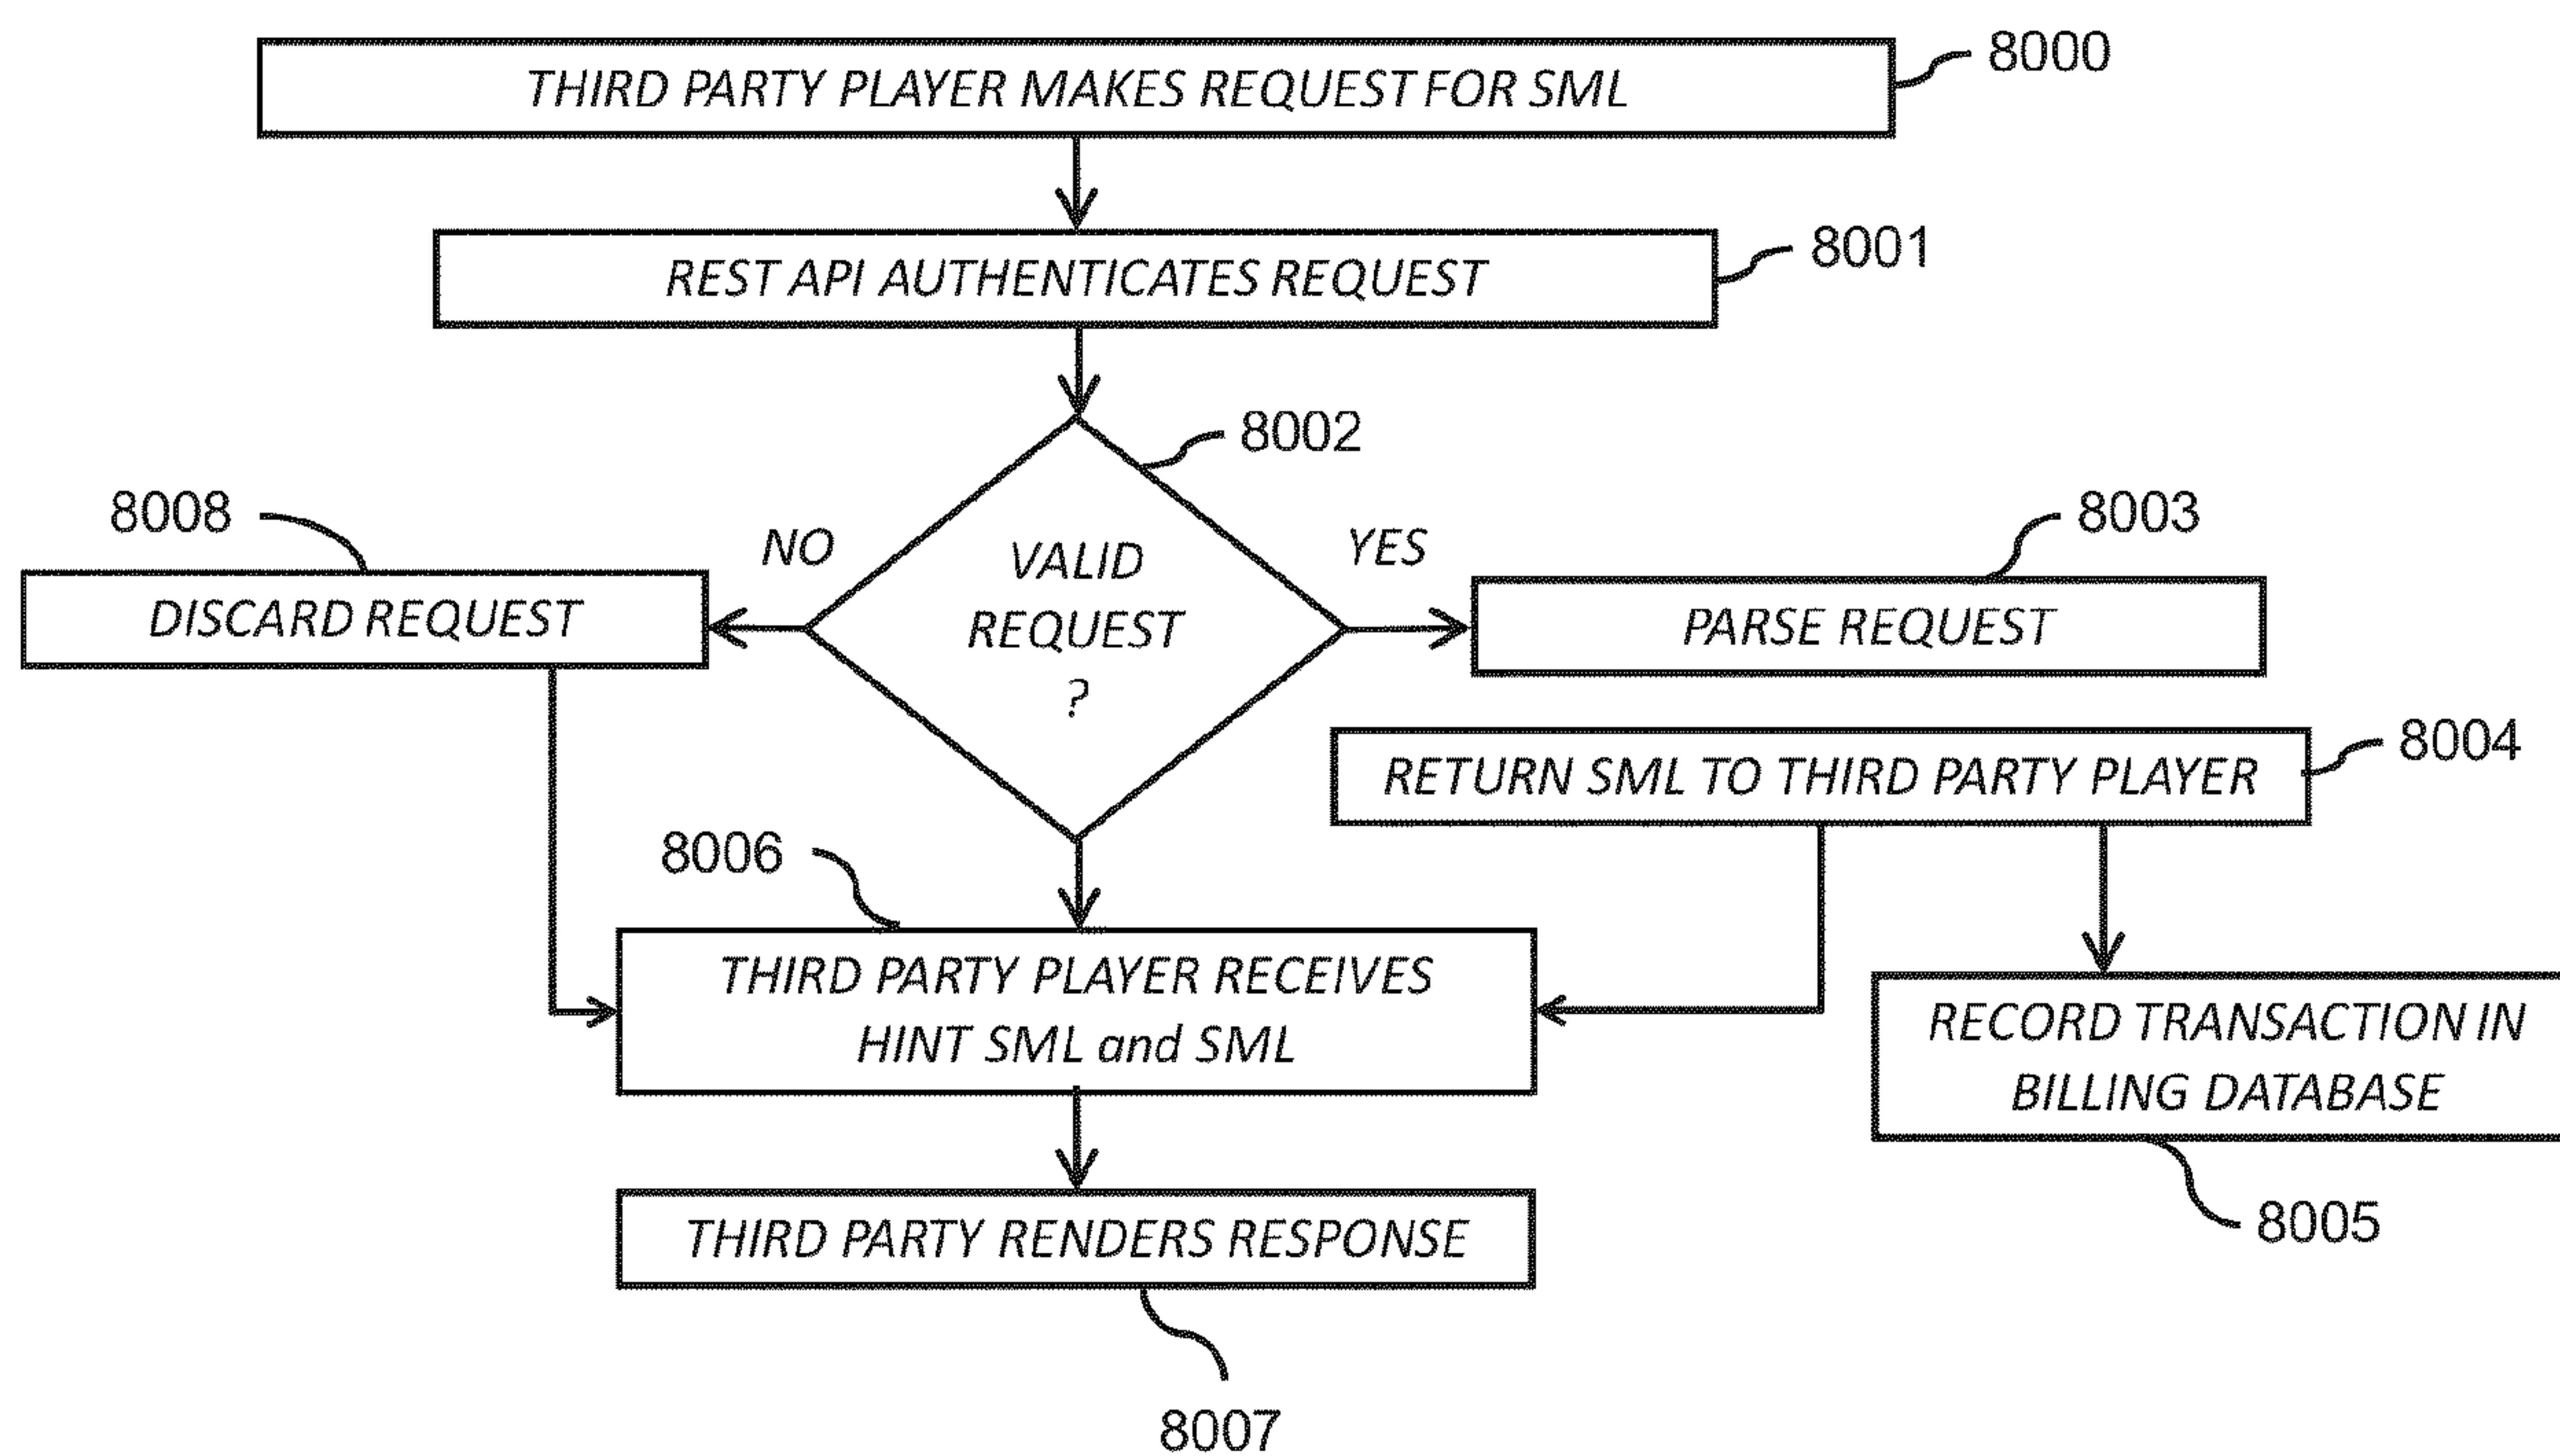 THIRD PARTY PLAYER MAKES REQUEST FOR SML
8000
REST API AUTHENTICATES REQUEST
8001
8002
8008
NO
VALID
REQUEST
?
YES
8003
DISCARD REQUEST
PARSE REQUEST
RETURN SML TO THIRD PARTY PLAYER
8004
8006
THIRD PARTY PLAYER RECEIVES
HINT SML and SML
RECORD TRANSACTION IN
BILLING DATABASE
8005
THIRD PARTY RENDERS RESPONSE
8007